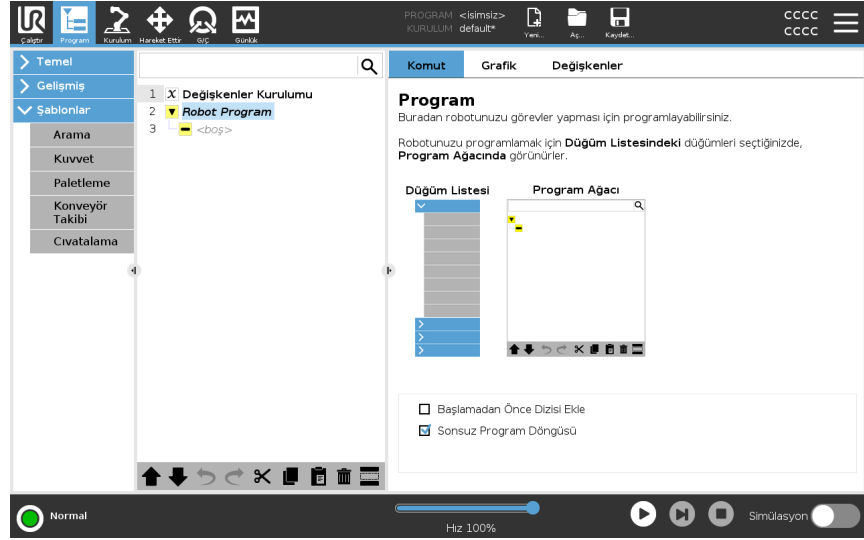 PROGRAM <isimsiz>
KURULUM default*
Çalıştır Program Kurulum Hareket Ettir G/Ç Günlük Yeni... Aç... Kaydet...
CCCC
CCCC
Temel
Gelişmiş
Şablonlar
Arama
Kuvvet
Paletleme
Konveyör
Takibi
Cıvatalama
1 X Değişkenler Kurulumu
2 Robot Program
3 <boş>
Komut Grafik Değişkenler
Program
Buradan robotunuzu görevler yapması için programlayabilirsiniz.
Robotunuzu programlamak için Düğüm Listesindeki düğümleri seçtiğinizde,
Program Ağacında görünürler.
Düğüm Listesi Program Ağacı
Başlamadan Önce Dizisi Ekle
Sonsuz Program Döngüsü
Normal
Hız 100%
Simülasyon